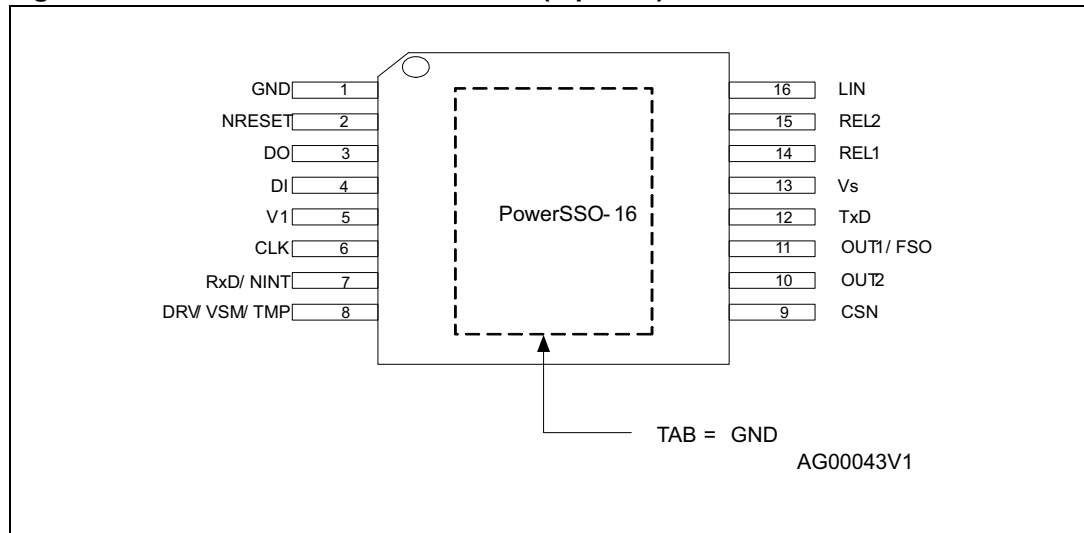 GND 1
NRESET 2
DO 3
DI 4
V1 5
CLK 6
RxD/ NINT 7
DRV/ VSM/ TMP 8
PowerSSO- 16
16 LIN
15 REL2
14 REL1
13 Vs
12 TxD
11 OUT1/ FSO
10 OUT2
9 CSN
TAB = GND
AG00043V1